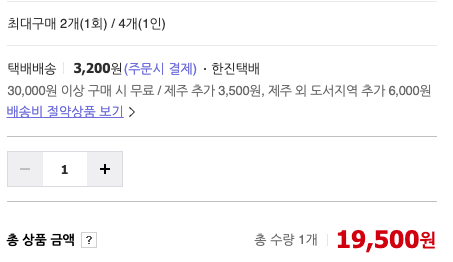 최대구매 2개(1회) / 4개(1인)
택배배송 3,200원(주문시 결제) · 한진택배
30,000원 이상 구매 시 무료 / 제주 추가 3,500원, 제주 외 도서지역 추가 6,000원
배송비 절약상품 보기 >
− 1 +
총 상품 금액 ? 총 수량 1개 19,500원